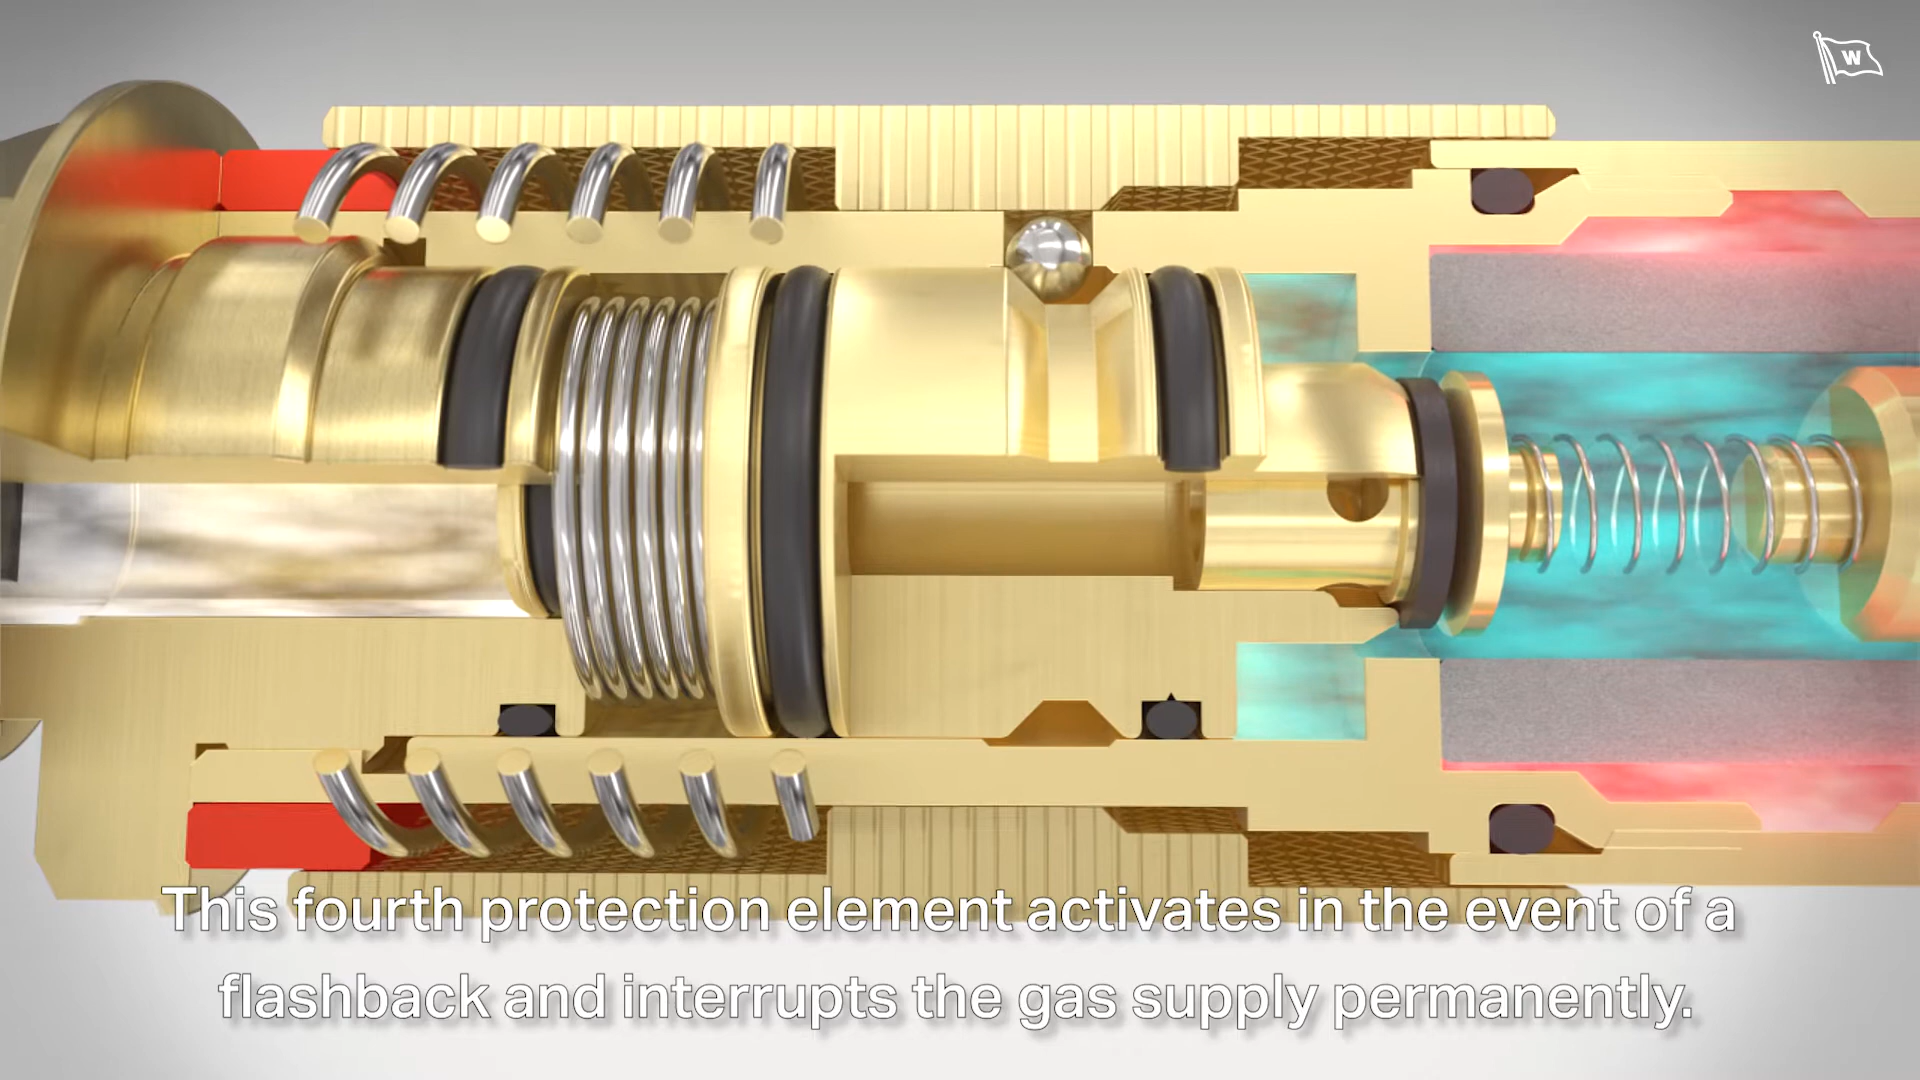 W
This fourth protection element activates in the event of a
flashback and interrupts the gas supply permanently.